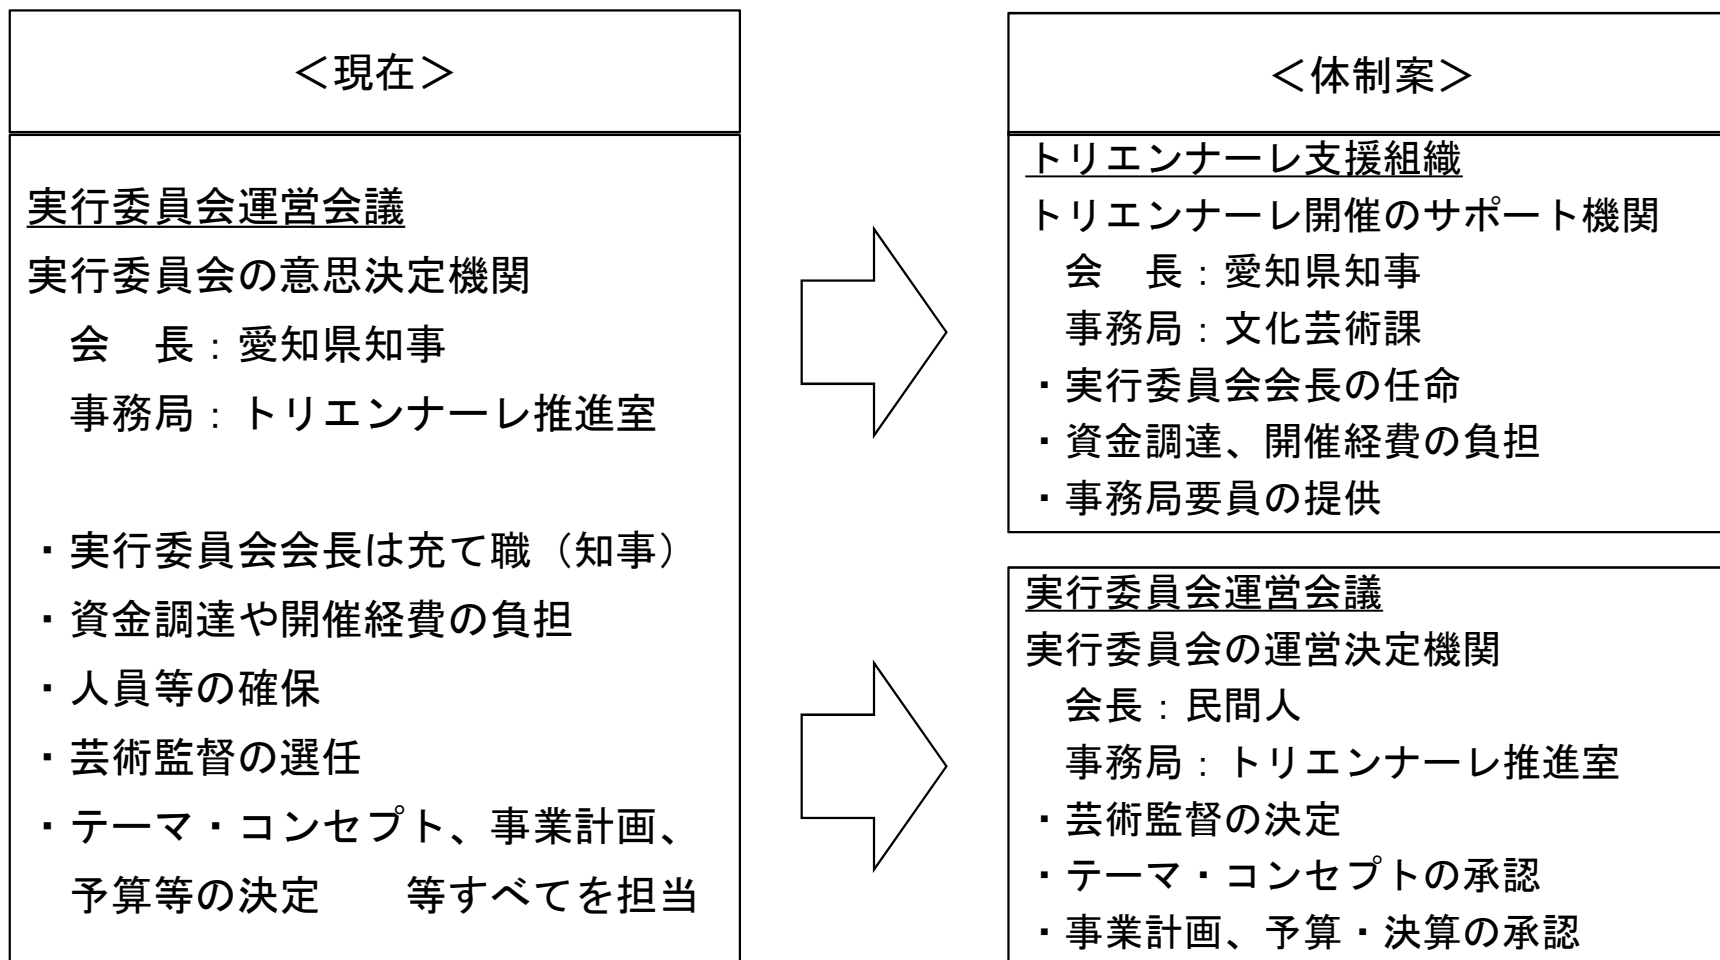 ＜現在＞
実行委員会運営会議
実行委員会の意思決定機関
会　長：愛知県知事
事務局：トリエンナーレ推進室
・実行委員会会長は充て職（知事）
・資金調達や開催経費の負担
・人員等の確保
・芸術監督の選任
・テーマ・コンセプト、事業計画、
予算等の決定　　等すべてを担当
＜体制案＞
トリエンナーレ支援組織
トリエンナーレ開催のサポート機関
会　長：愛知県知事
事務局：文化芸術課
・実行委員会会長の任命
・資金調達、開催経費の負担
・事務局要員の提供
実行委員会運営会議
実行委員会の運営決定機関
会長：民間人
事務局：トリエンナーレ推進室
・芸術監督の決定
・テーマ・コンセプトの承認
・事業計画、予算・決算の承認